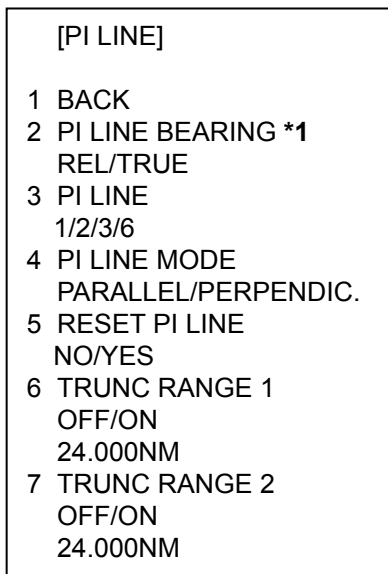 [PI LINE]
1 BACK
2 PI LINE BEARING *1
REL/TRUE
3 PI LINE
1/2/3/6
4 PI LINE MODE
PARALLEL/PERPENDIC.
5 RESET PI LINE
NO/YES
6 TRUNC RANGE 1
OFF/ON
24.000NM
7 TRUNC RANGE 2
OFF/ON
24.000NM